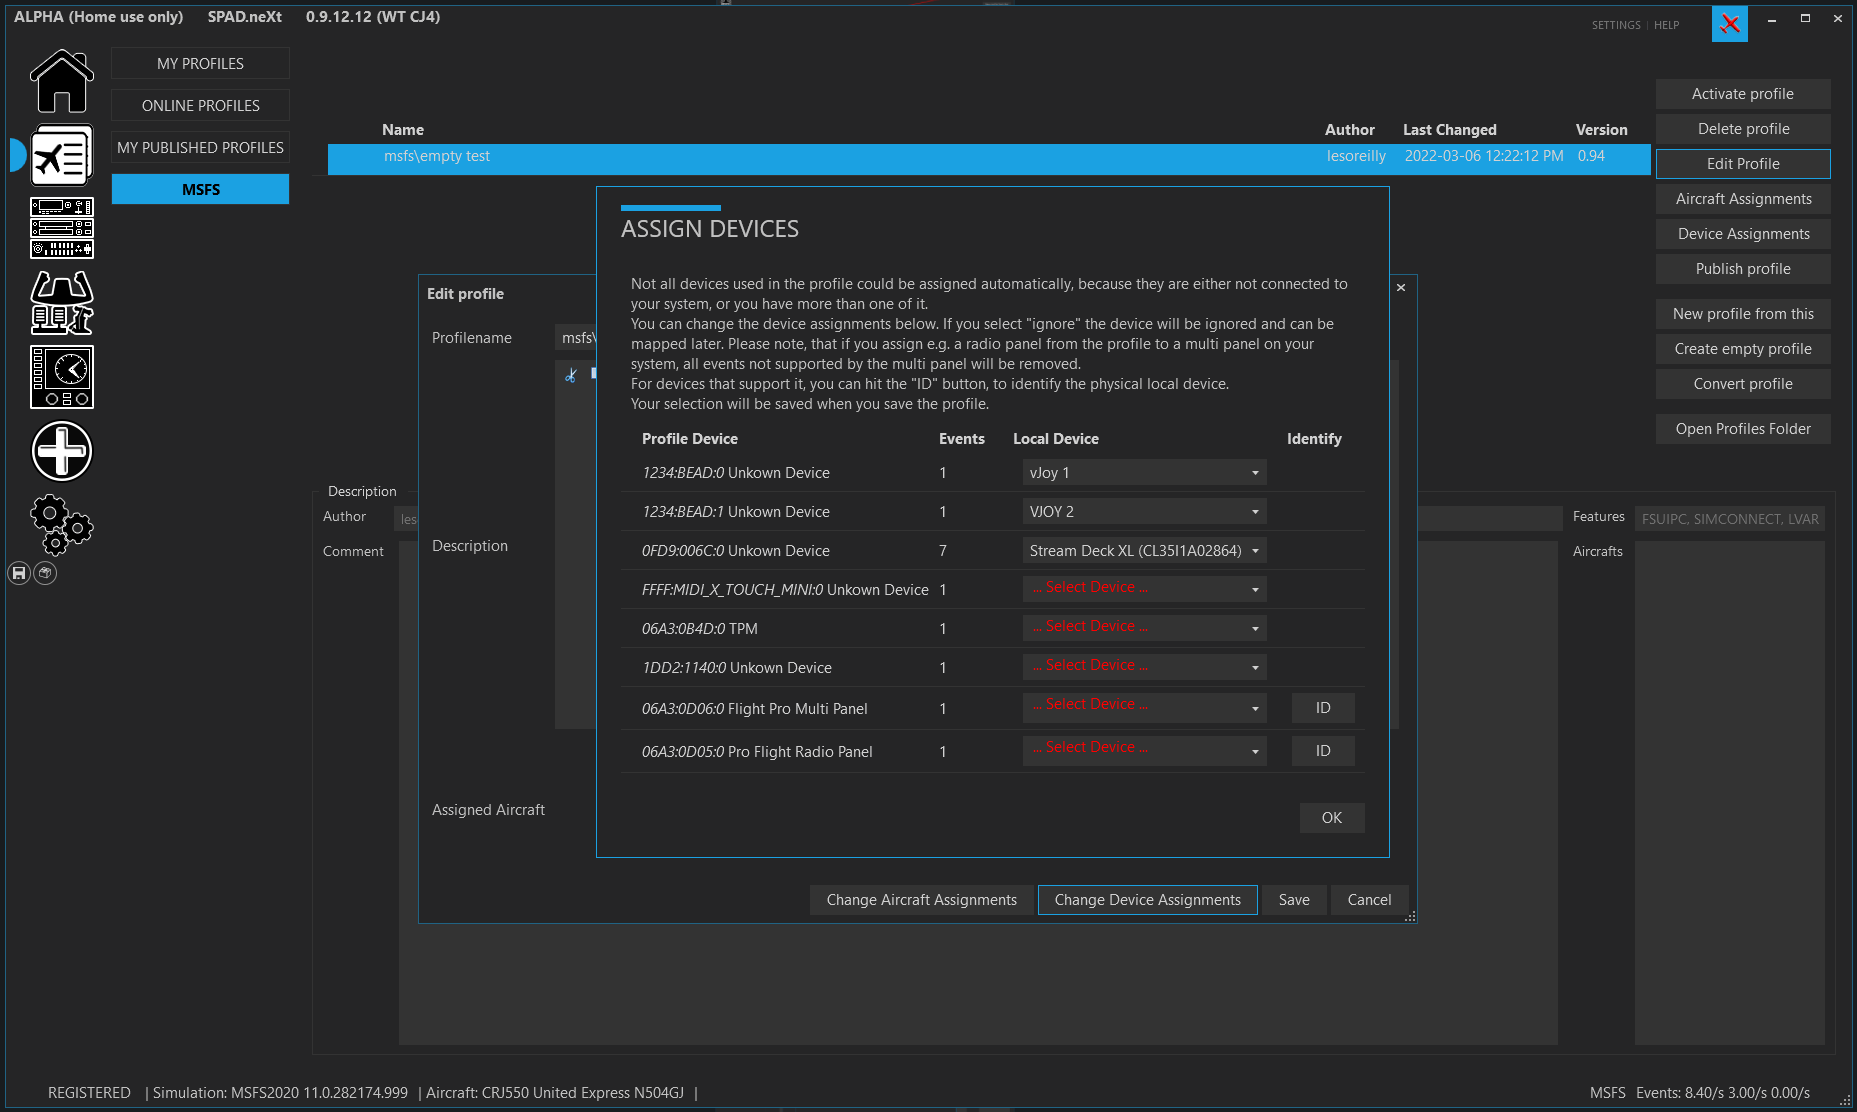 ALPHA (Home use only) SPAD.neXt 0.9.12.12 (WT CJ4)
SETTINGS | HELP
MY PROFILES
ONLINE PROFILES
MY PUBLISHED PROFILES
MSFS
Name Author Last Changed Version
msfs\empty test lesoreilly 2022-03-06 12:22:12 PM 0.94
Activate profile
Delete profile
Edit Profile
Aircraft Assignments
Device Assignments
Publish profile
New profile from this
Create empty profile
Convert profile
Open Profiles Folder
Edit profile
Profilename msfs\
Description
Assigned Aircraft
ASSIGN DEVICES
Not all devices used in the profile could be assigned automatically, because they are either not connected to
your system, or you have more than one of it.
You can change the device assignments below. If you select "ignore" the device will be ignored and can be
mapped later. Please note, that if you assign e.g. a radio panel from the profile to a multi panel on your
system, all events not supported by the multi panel will be removed.
For devices that support it, you can hit the "ID" button, to identify the physical local device.
Your selection will be saved when you save the profile.
Profile Device Events Local Device Identify
1234:BEAD:0 Unkown Device 1 vJoy 1
1234:BEAD:1 Unkown Device 1 VJOY 2
0FD9:006C:0 Unkown Device 7 Stream Deck XL (CL35I1A02864)
FFFF:MIDI_X_TOUCH_MINI:0 Unkown Device 1 ... Select Device ...
06A3:0B4D:0 TPM 1 ... Select Device ...
1DD2:1140:0 Unkown Device 1 ... Select Device ...
06A3:0D06:0 Flight Pro Multi Panel 1 ... Select Device ... ID
06A3:0D05:0 Pro Flight Radio Panel 1 ... Select Device ... ID
OK
Change Aircraft Assignments Change Device Assignments Save Cancel
Description
Author les
Comment
Features FSUIPC, SIMCONNECT, LVAR
Aircrafts
REGISTERED | Simulation: MSFS2020 11.0.282174.999 | Aircraft: CRJ550 United Express N504GJ |
MSFS Events: 8.40/s 3.00/s 0.00/s